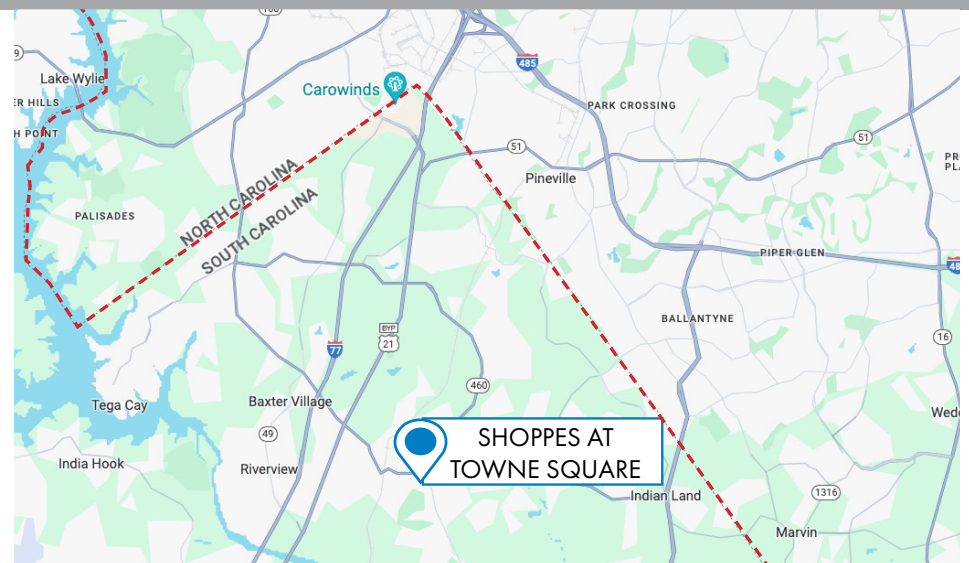 485
Lake Wylie
Carowinds
PARK CROSSING
51
51
Pineville
NORTH CAROLINA
SOUTH CAROLINA
PALISADES
PIPER GLEN
BALLANTYNE
BYP
21
77
16
460
Tega Cay
Baxter Village
49
SHOPPES AT
TOWNE SQUARE
India Hook
Riverview
Indian Land
1316
Marvin